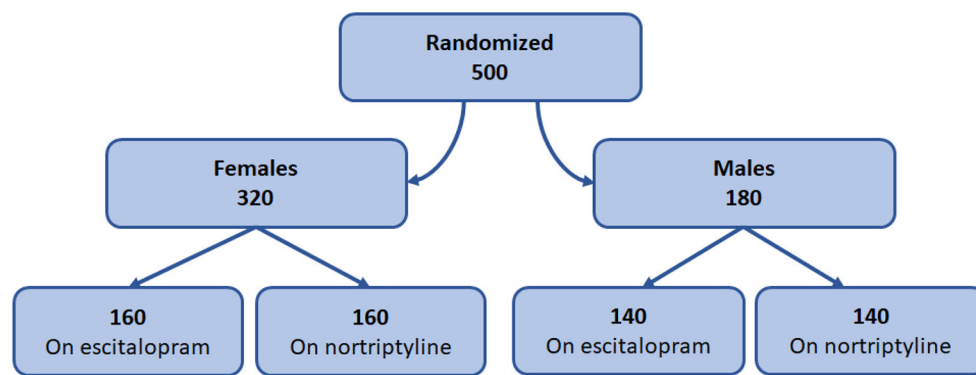 Randomized
500
Females
320
Males
180
160
On escitalopram
160
On nortriptyline
140
On escitalopram
140
On nortriptyline